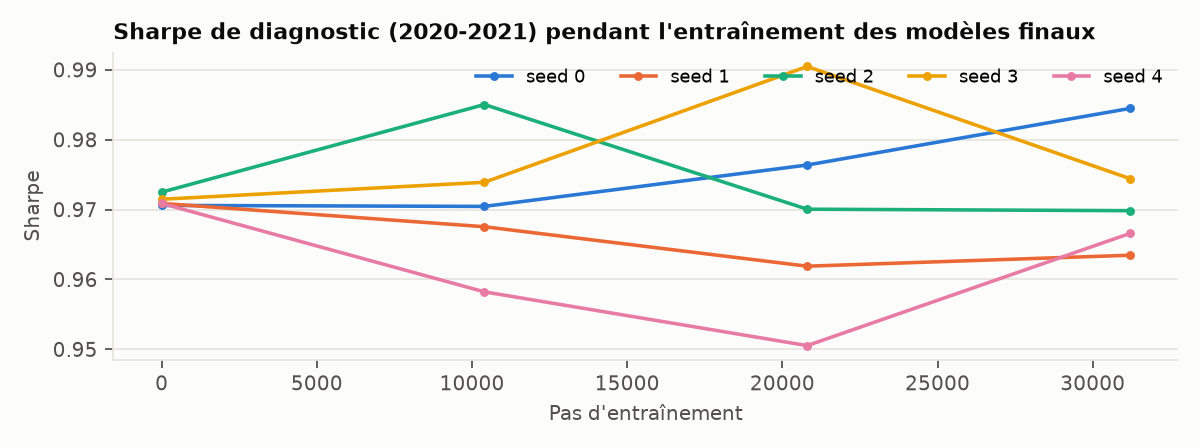 Sharpe de diagnostic (2020-2021) pendant l'entraînement des modèles finaux
seed 0 seed 1 seed 2 seed 3 seed 4
0.99
0.98
0.97
0.96
0.95
Sharpe
0 5000 10000 15000 20000 25000 30000
Pas d'entraînement